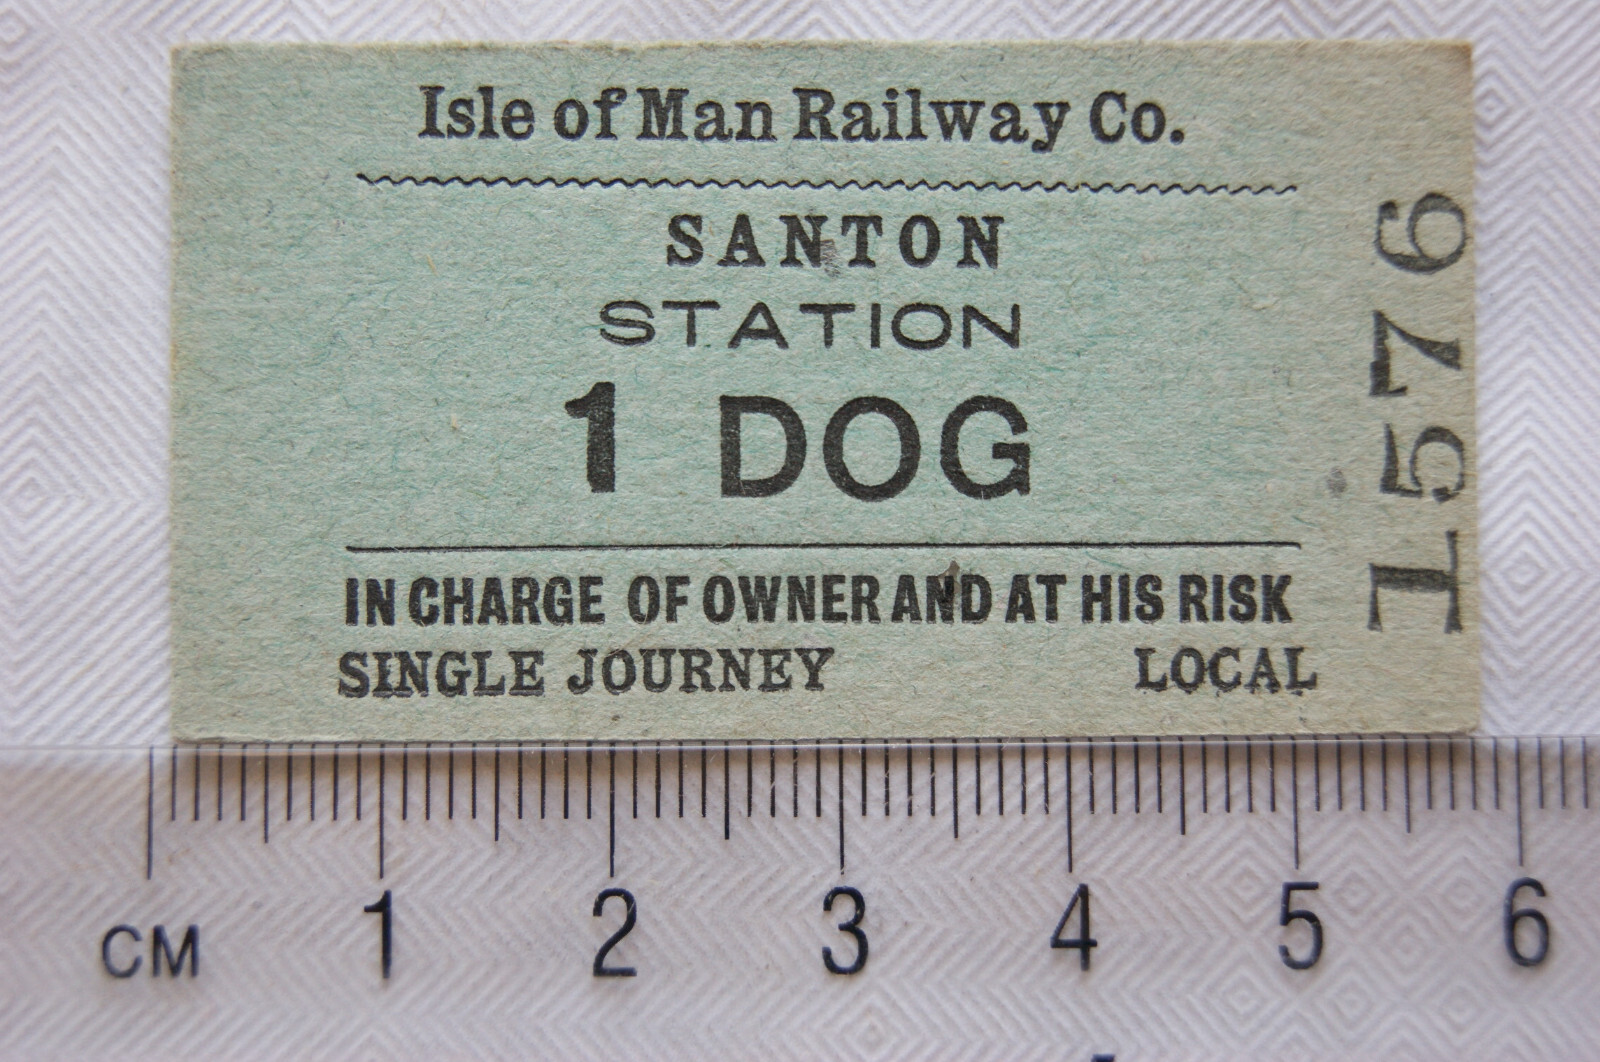 Isle of Man Railway Co.
SANTON
STATION
1 DOG
IN CHARGE OF OWNER AND AT HIS RISK
SINGLE JOURNEY LOCAL
1576
CM 1 2 3 4 5 6